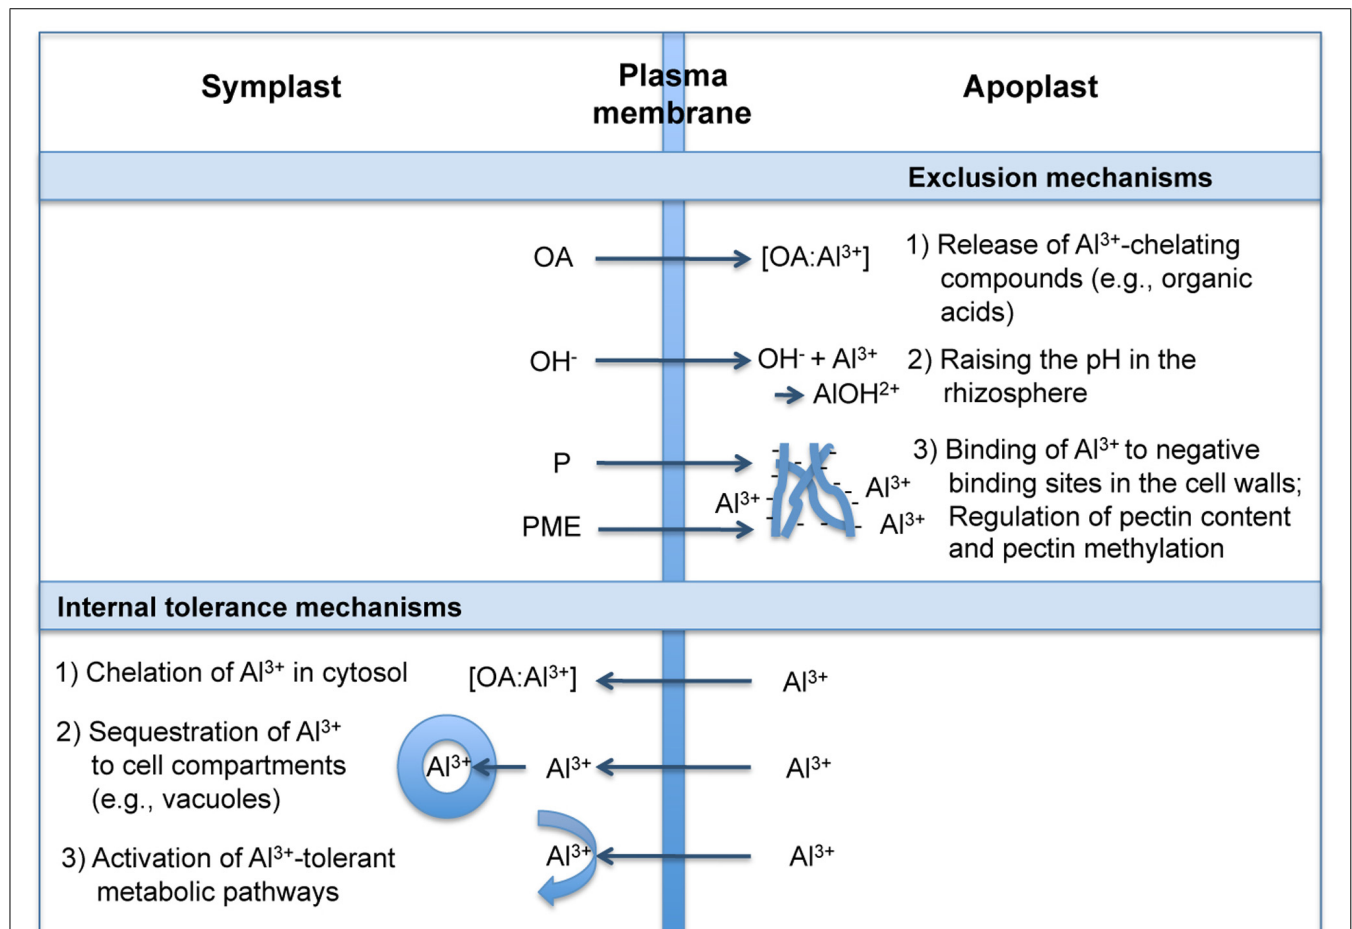 Symplast
Plasma
membrane
Apoplast
Exclusion mechanisms
OA
[OA:Al³⁺]
1) Release of Al³⁺-chelating
compounds (e.g., organic
acids)
OH⁻
OH⁻ + Al³⁺
AlOH²⁺
2) Raising the pH in the
rhizosphere
P
PME
Al³⁺
Al³⁺
Al³⁺
3) Binding of Al³⁺ to negative
binding sites in the cell walls;
Regulation of pectin content
and pectin methylation
Internal tolerance mechanisms
1) Chelation of Al³⁺ in cytosol
[OA:Al³⁺]
Al³⁺
2) Sequestration of Al³⁺
to cell compartments
(e.g., vacuoles)
Al³⁺
Al³⁺
Al³⁺
3) Activation of Al³⁺-tolerant
metabolic pathways
Al³⁺
Al³⁺